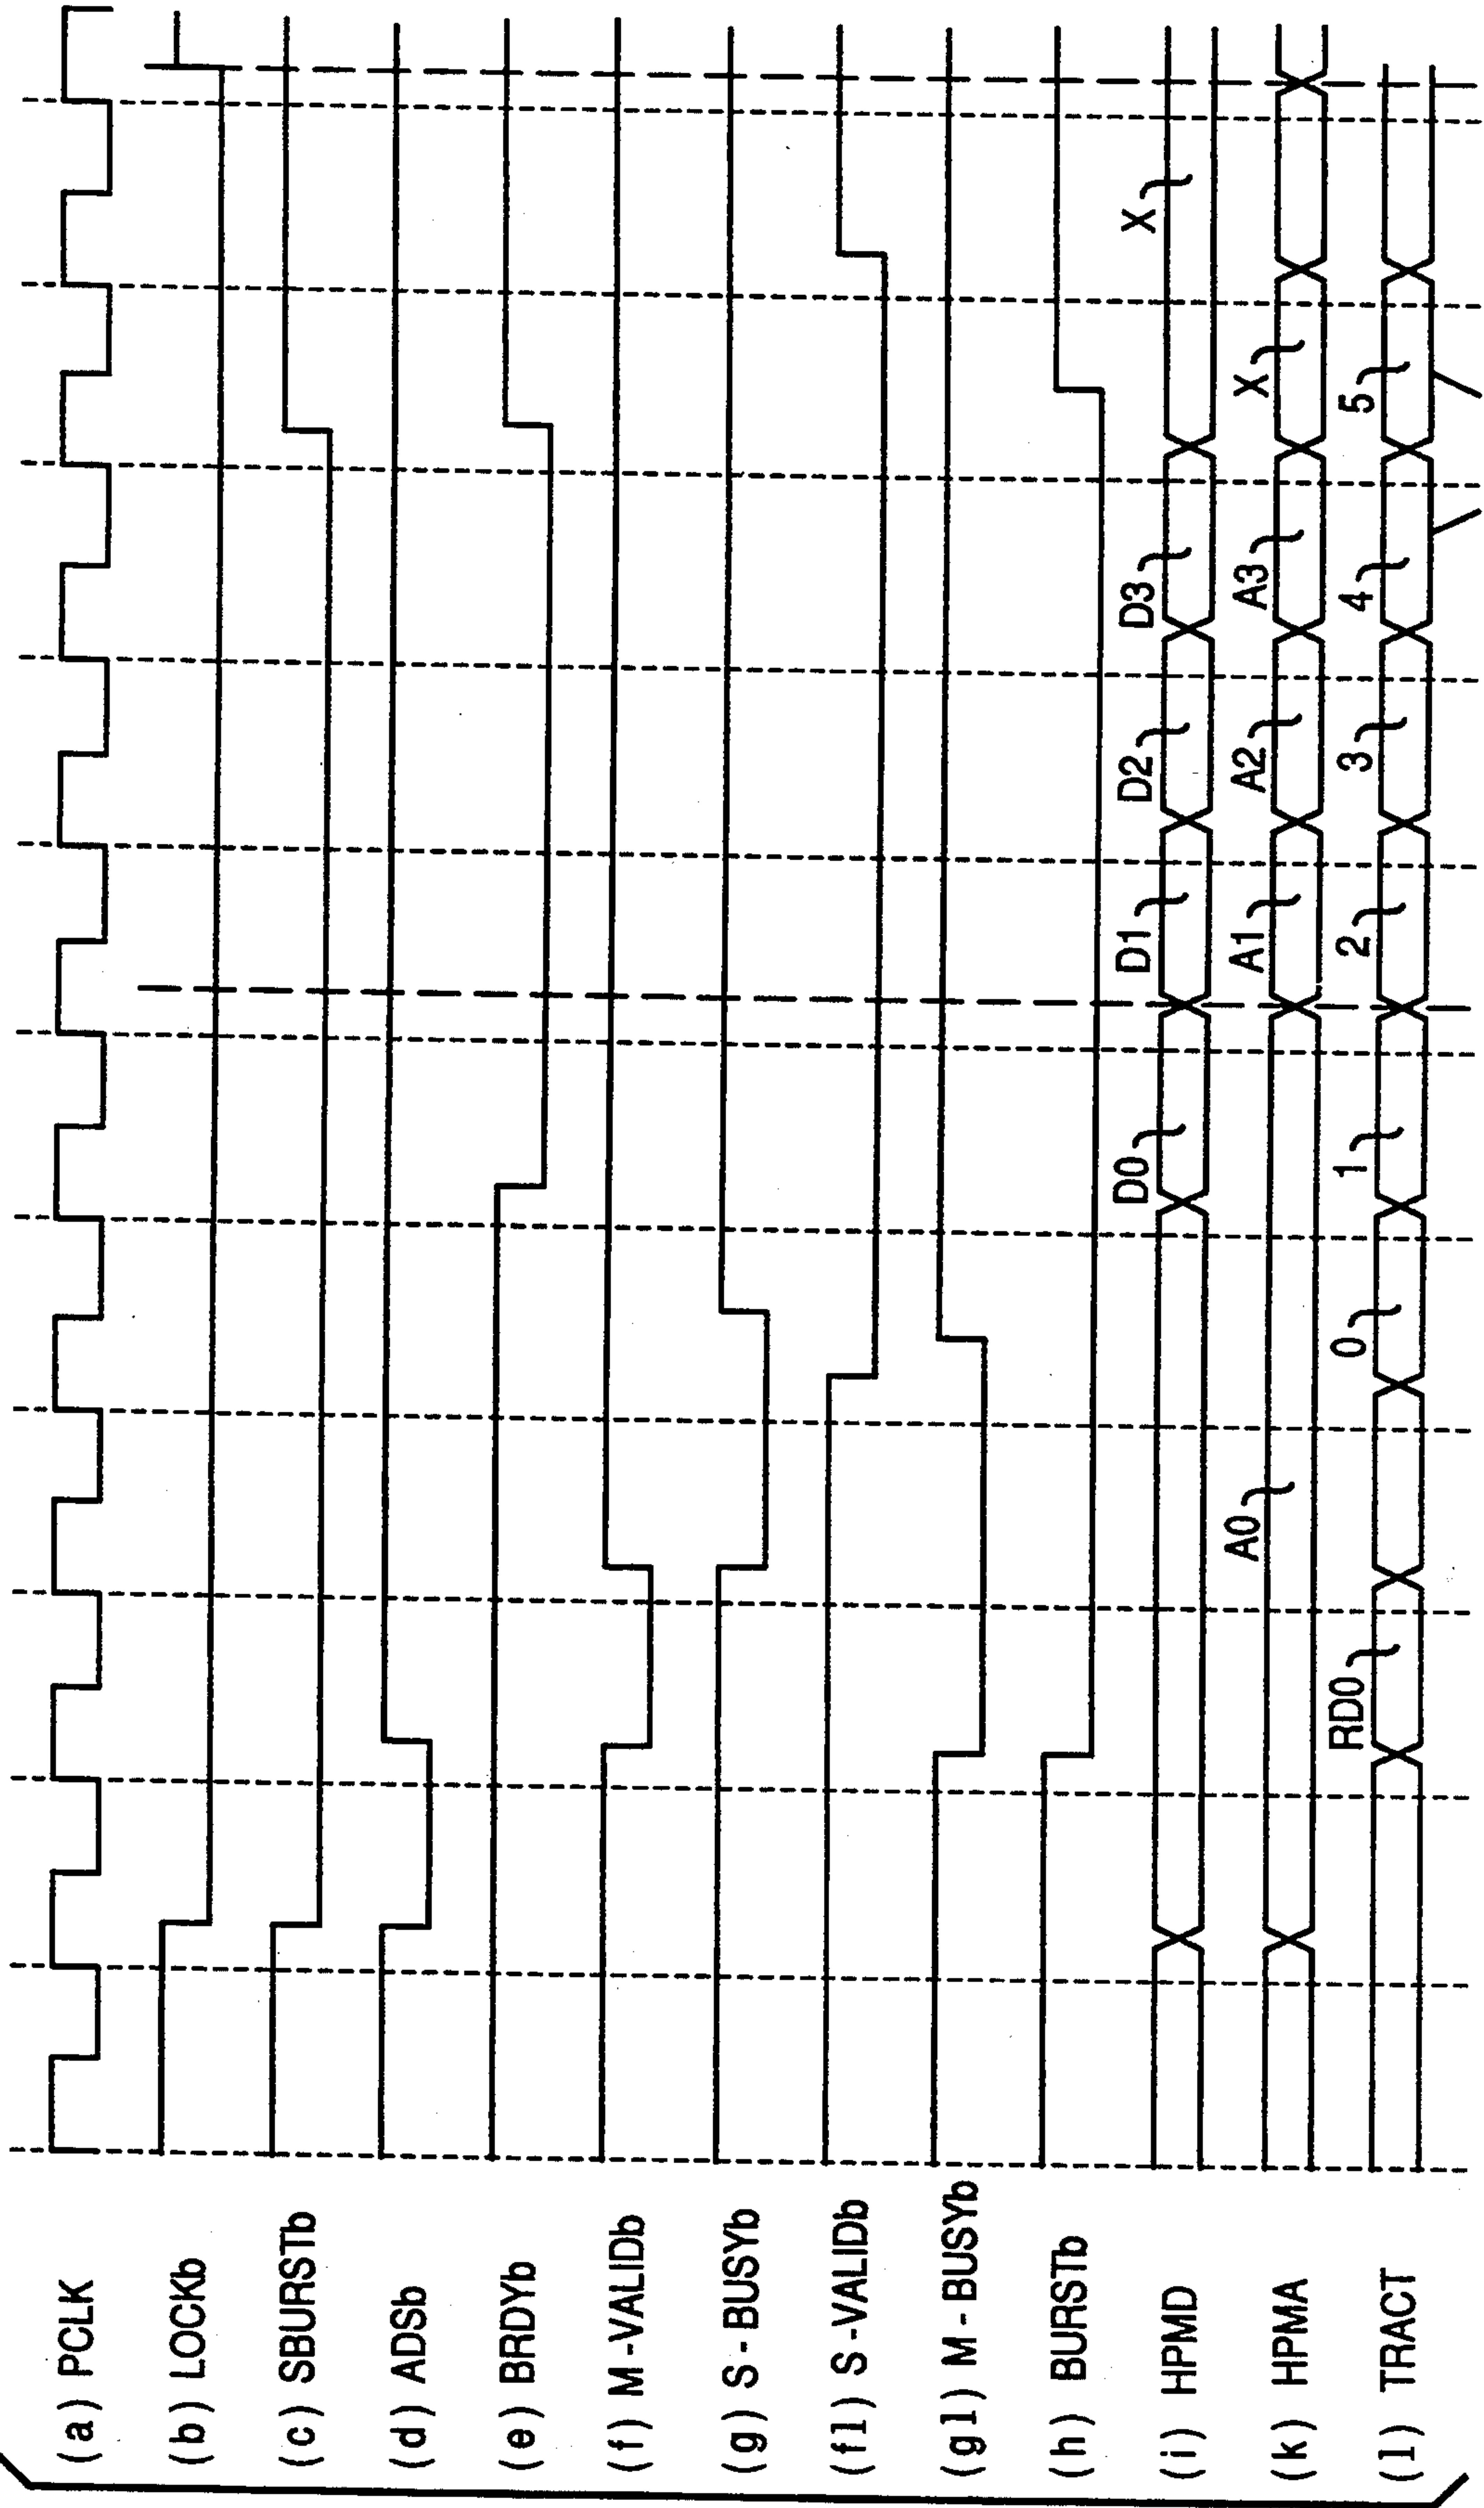 (a) PCLK
(b) LOCKb
(c) SBURSTb
(d) ADSb
(e) BRDYb
(f) M-VALIDb
(g) S-BUSYb
(f1) S-VALIDb
(g1) M-BUSYb
(h) BURSTb
(i) HPMD D0 D1 D2 D3 X
(k) HPMA A0 A1 A2 A3 X
(l) TRACT RD0 0 1 2 3 4 5